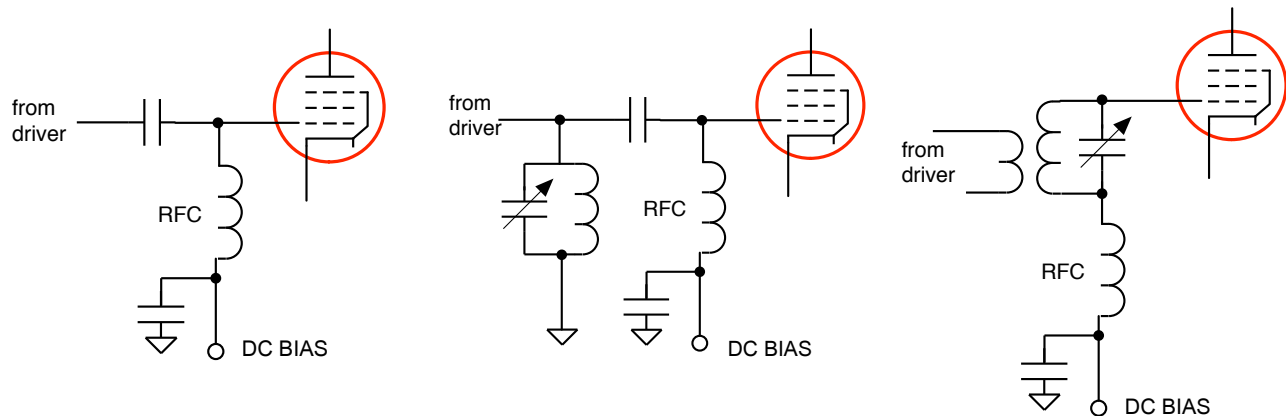 from
driver
RFC
DC BIAS
from
driver
RFC
DC BIAS
from
driver
RFC
DC BIAS